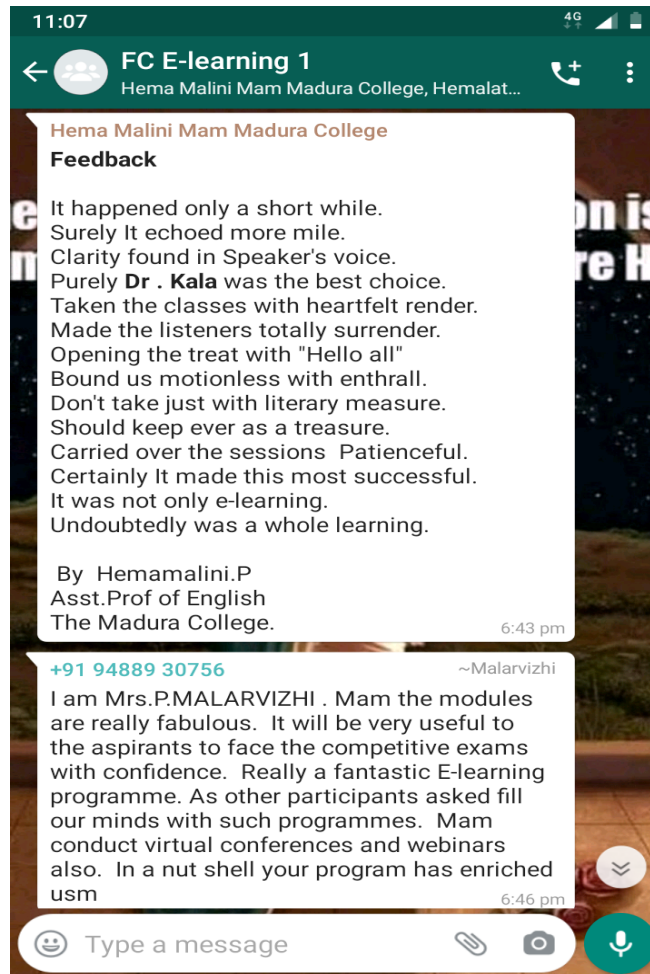 11:07
4G
FC E-learning 1
Hema Malini Mam Madura College, Hemalat...
Hema Malini Mam Madura College
Feedback
It happened only a short while.
Surely It echoed more mile.
Clarity found in Speaker's voice.
Purely Dr . Kala was the best choice.
Taken the classes with heartfelt render.
Made the listeners totally surrender.
Opening the treat with "Hello all"
Bound us motionless with enthrall.
Don't take just with literary measure.
Should keep ever as a treasure.
Carried over the sessions  Patienceful.
Certainly It made this most successful.
It was not only e-learning.
Undoubtedly was a whole learning.
By  Hemamalini.P
Asst.Prof of English
The Madura College.
6:43 pm
+91 94889 30756
~Malarvizhi
I am Mrs.P.MALARVIZHI . Mam the modules
are really fabulous.  It will be very useful to
the aspirants to face the competitive exams
with confidence.  Really a fantastic E-learning
programme. As other participants asked fill
our minds with such programmes.  Mam
conduct virtual conferences and webinars
also.  In a nut shell your program has enriched
usm
6:46 pm
Type a message